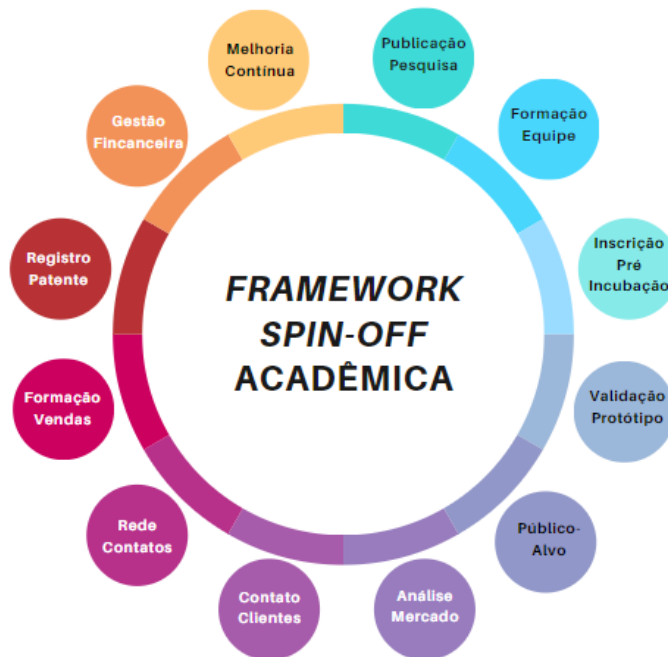 Melhoria
Contínua
Publicação
Pesquisa
Gestão
Fincanceira
Formação
Equipe
Registro
Patente
Inscrição
Pré
Incubação
FRAMEWORK
SPIN-OFF
ACADÊMICA
Formação
Vendas
Validação
Protótipo
Rede
Contatos
Público-
Alvo
Contato
Clientes
Análise
Mercado